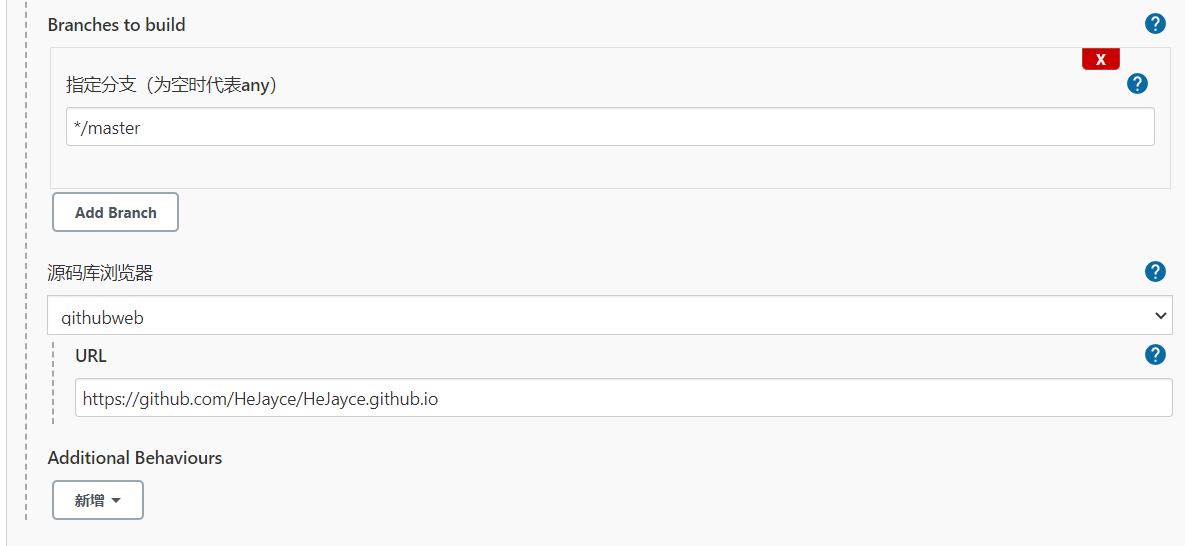 Branches to build
X
指定分支（为空时代表any）
*/master
Add Branch
源码库浏览器
githubweb
URL
https://github.com/HeJayce/HeJayce.github.io
Additional Behaviours
新增